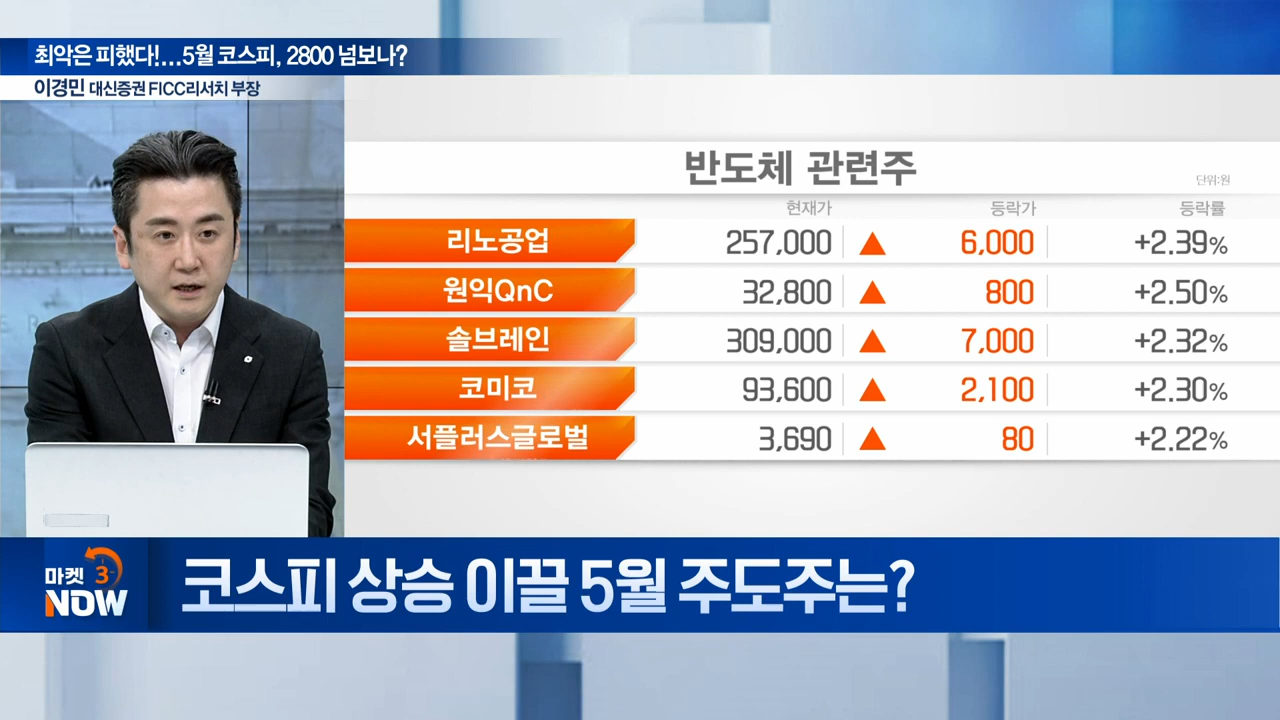 최악은 피했다!...5월 코스피, 2800 넘보나?
이경민 대신증권 FICC리서치 부장
반도체 관련주
단위:원
현재가 등락가 등락률
리노공업 257,000 ▲ 6,000 +2.39%
원익QnC 32,800 ▲ 800 +2.50%
솔브레인 309,000 ▲ 7,000 +2.32%
코미코 93,600 ▲ 2,100 +2.30%
서플러스글로벌 3,690 ▲ 80 +2.22%
마켓 3
NOW
코스피 상승 이끌 5월 주도주는?